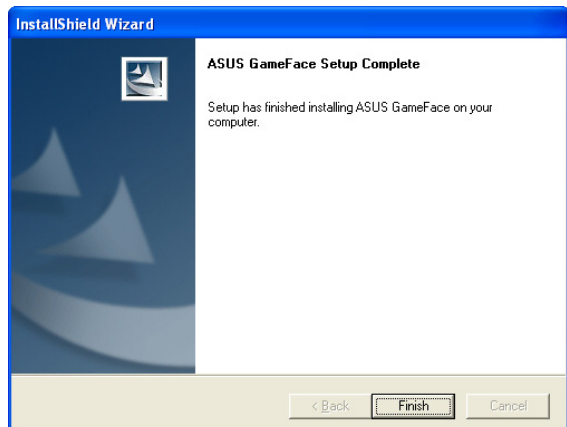 InstallShield Wizard
ASUS GameFace Setup Complete
Setup has finished installing ASUS GameFace on your
computer.
< Back
Finish
Cancel